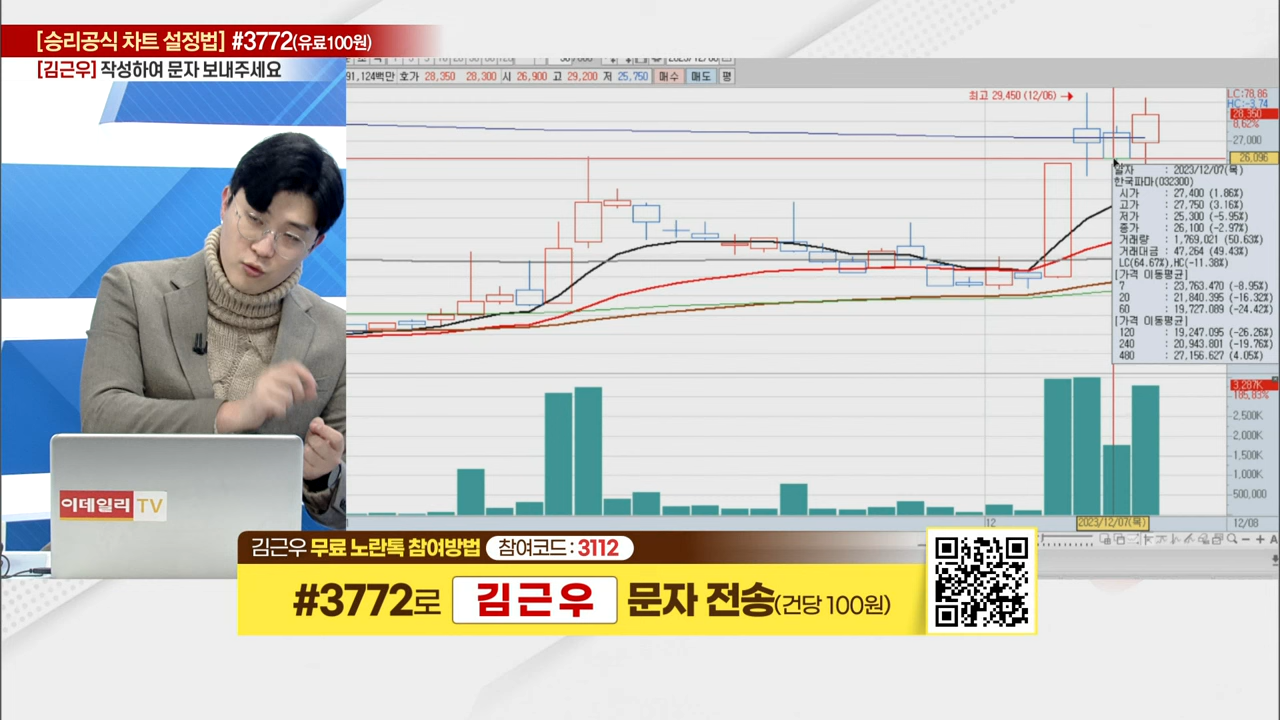 [승리공식 차트 설정법] #3772(유료100원)
[김근우] 작성하여 문자 보내주세요
91,124백만 호가 28,350 28,300 시 26,900 고 29,200 저 25,750 매수 매도 평
최고 29,450 (12/06) →
LC:78.86
HC:-3.74
28,350
8.62%
27,000
26,096
일자 : 2023/12/07(목)
한국파마(032300)
시가 : 27,400 (1.86%)
고가 : 27,750 (3.16%)
저가 : 25,300 (-5.95%)
종가 : 26,100 (-2.97%)
거래량 : 1,769,021 (50.63%)
거래대금 : 47,264 (49.43%)
LC(64.67%),HC(-11.38%)
[가격 이동평균]
7 : 23,763.470 (-8.95%)
20 : 21,840.395 (-16.32%)
60 : 19,727.089 (-24.42%)
[가격 이동평균]
120 : 19,247.095 (-26.26%)
240 : 20,943.801 (-19.76%)
480 : 27,156.627 (4.05%)
3,287K
185.83%
2,500K
2,000K
1,500K
1,000K
500,000
12
2023/12/07(목)
12/08
이데일리 TV
김근우 무료 노란톡 참여방법 참여코드 : 3112
#3772로 김근우 문자 전송(건당 100원)